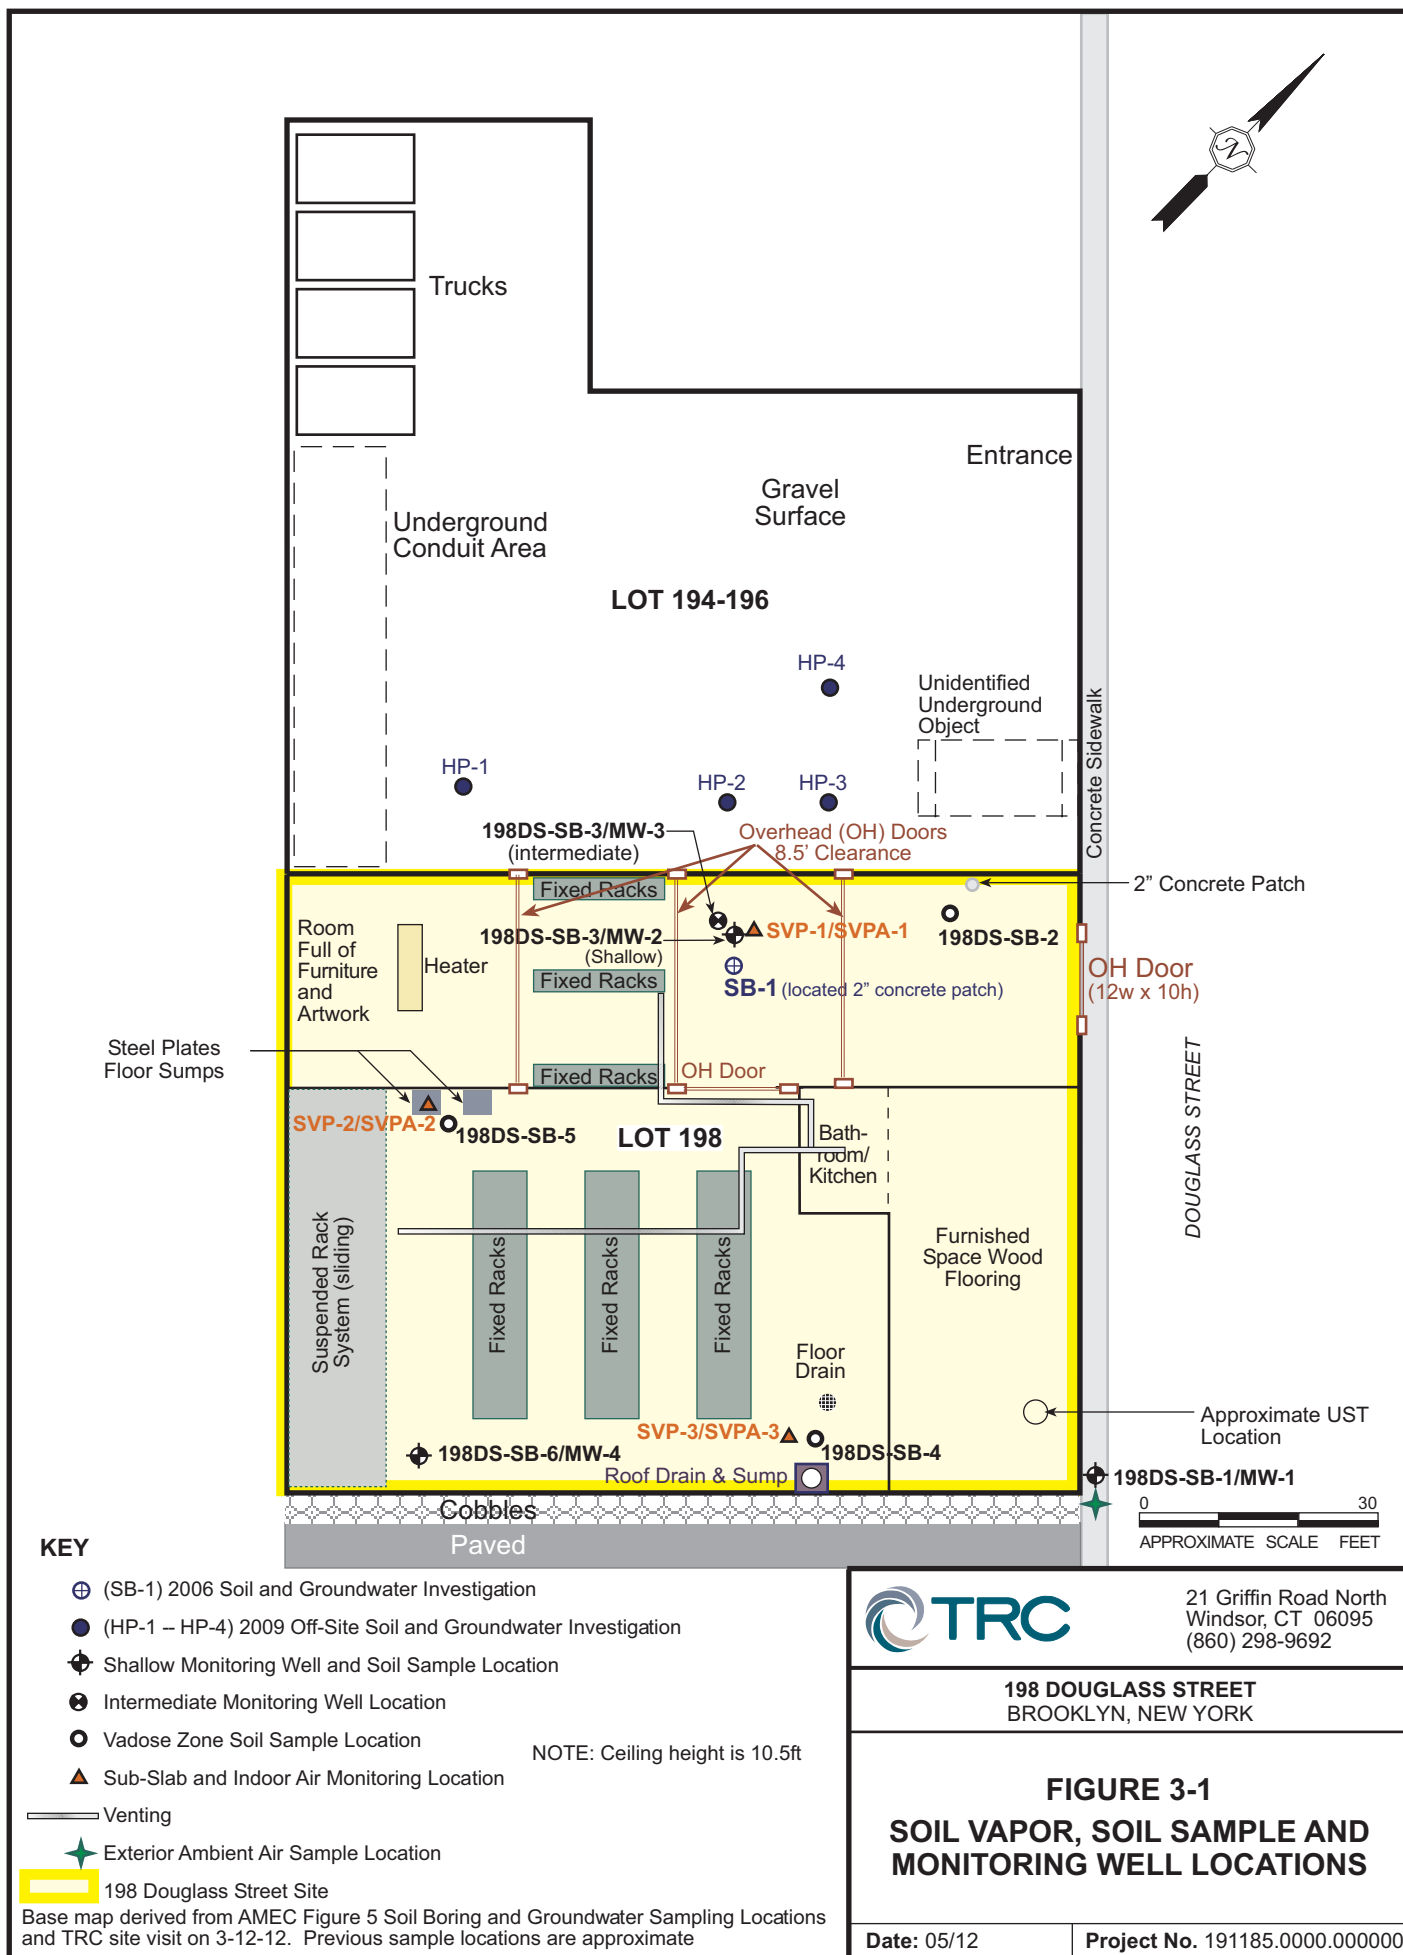 N
Trucks
Entrance
Gravel
Surface
Underground
Conduit Area
LOT 194-196
HP-4
Unidentified
Underground
Object
Concrete Sidewalk
HP-1
HP-2
HP-3
198DS-SB-3/MW-3
(intermediate)
Overhead (OH) Doors
8.5' Clearance
Fixed Racks
2” Concrete Patch
Room
Full of
Furniture
and
Artwork
Heater
198DS-SB-3/MW-2
(Shallow)
SVP-1/SVPA-1
198DS-SB-2
Fixed Racks
SB-1 (located 2” concrete patch)
OH Door
(12w x 10h)
Steel Plates
Floor Sumps
Fixed Racks
OH Door
DOUGLASS STREET
SVP-2/SVPA-2
198DS-SB-5
LOT 198
Bath-
room/
Kitchen
Suspended Rack
System (sliding)
Fixed Racks
Fixed Racks
Fixed Racks
Furnished
Space Wood
Flooring
Floor
Drain
Approximate UST
Location
SVP-3/SVPA-3
198DS-SB-4
198DS-SB-6/MW-4
Roof Drain & Sump
198DS-SB-1/MW-1
Cobbles
Paved
0 30
APPROXIMATE SCALE FEET
KEY
(SB-1) 2006 Soil and Groundwater Investigation
(HP-1 -- HP-4) 2009 Off-Site Soil and Groundwater Investigation
Shallow Monitoring Well and Soil Sample Location
Intermediate Monitoring Well Location
Vadose Zone Soil Sample Location
NOTE: Ceiling height is 10.5ft
Sub-Slab and Indoor Air Monitoring Location
Venting
Exterior Ambient Air Sample Location
198 Douglass Street Site
Base map derived from AMEC Figure 5 Soil Boring and Groundwater Sampling Locations
and TRC site visit on 3-12-12. Previous sample locations are approximate
TRC
21 Griffin Road North
Windsor, CT 06095
(860) 298-9692
198 DOUGLASS STREET
BROOKLYN, NEW YORK
FIGURE 3-1
SOIL VAPOR, SOIL SAMPLE AND
MONITORING WELL LOCATIONS
Date: 05/12
Project No. 191185.0000.000000